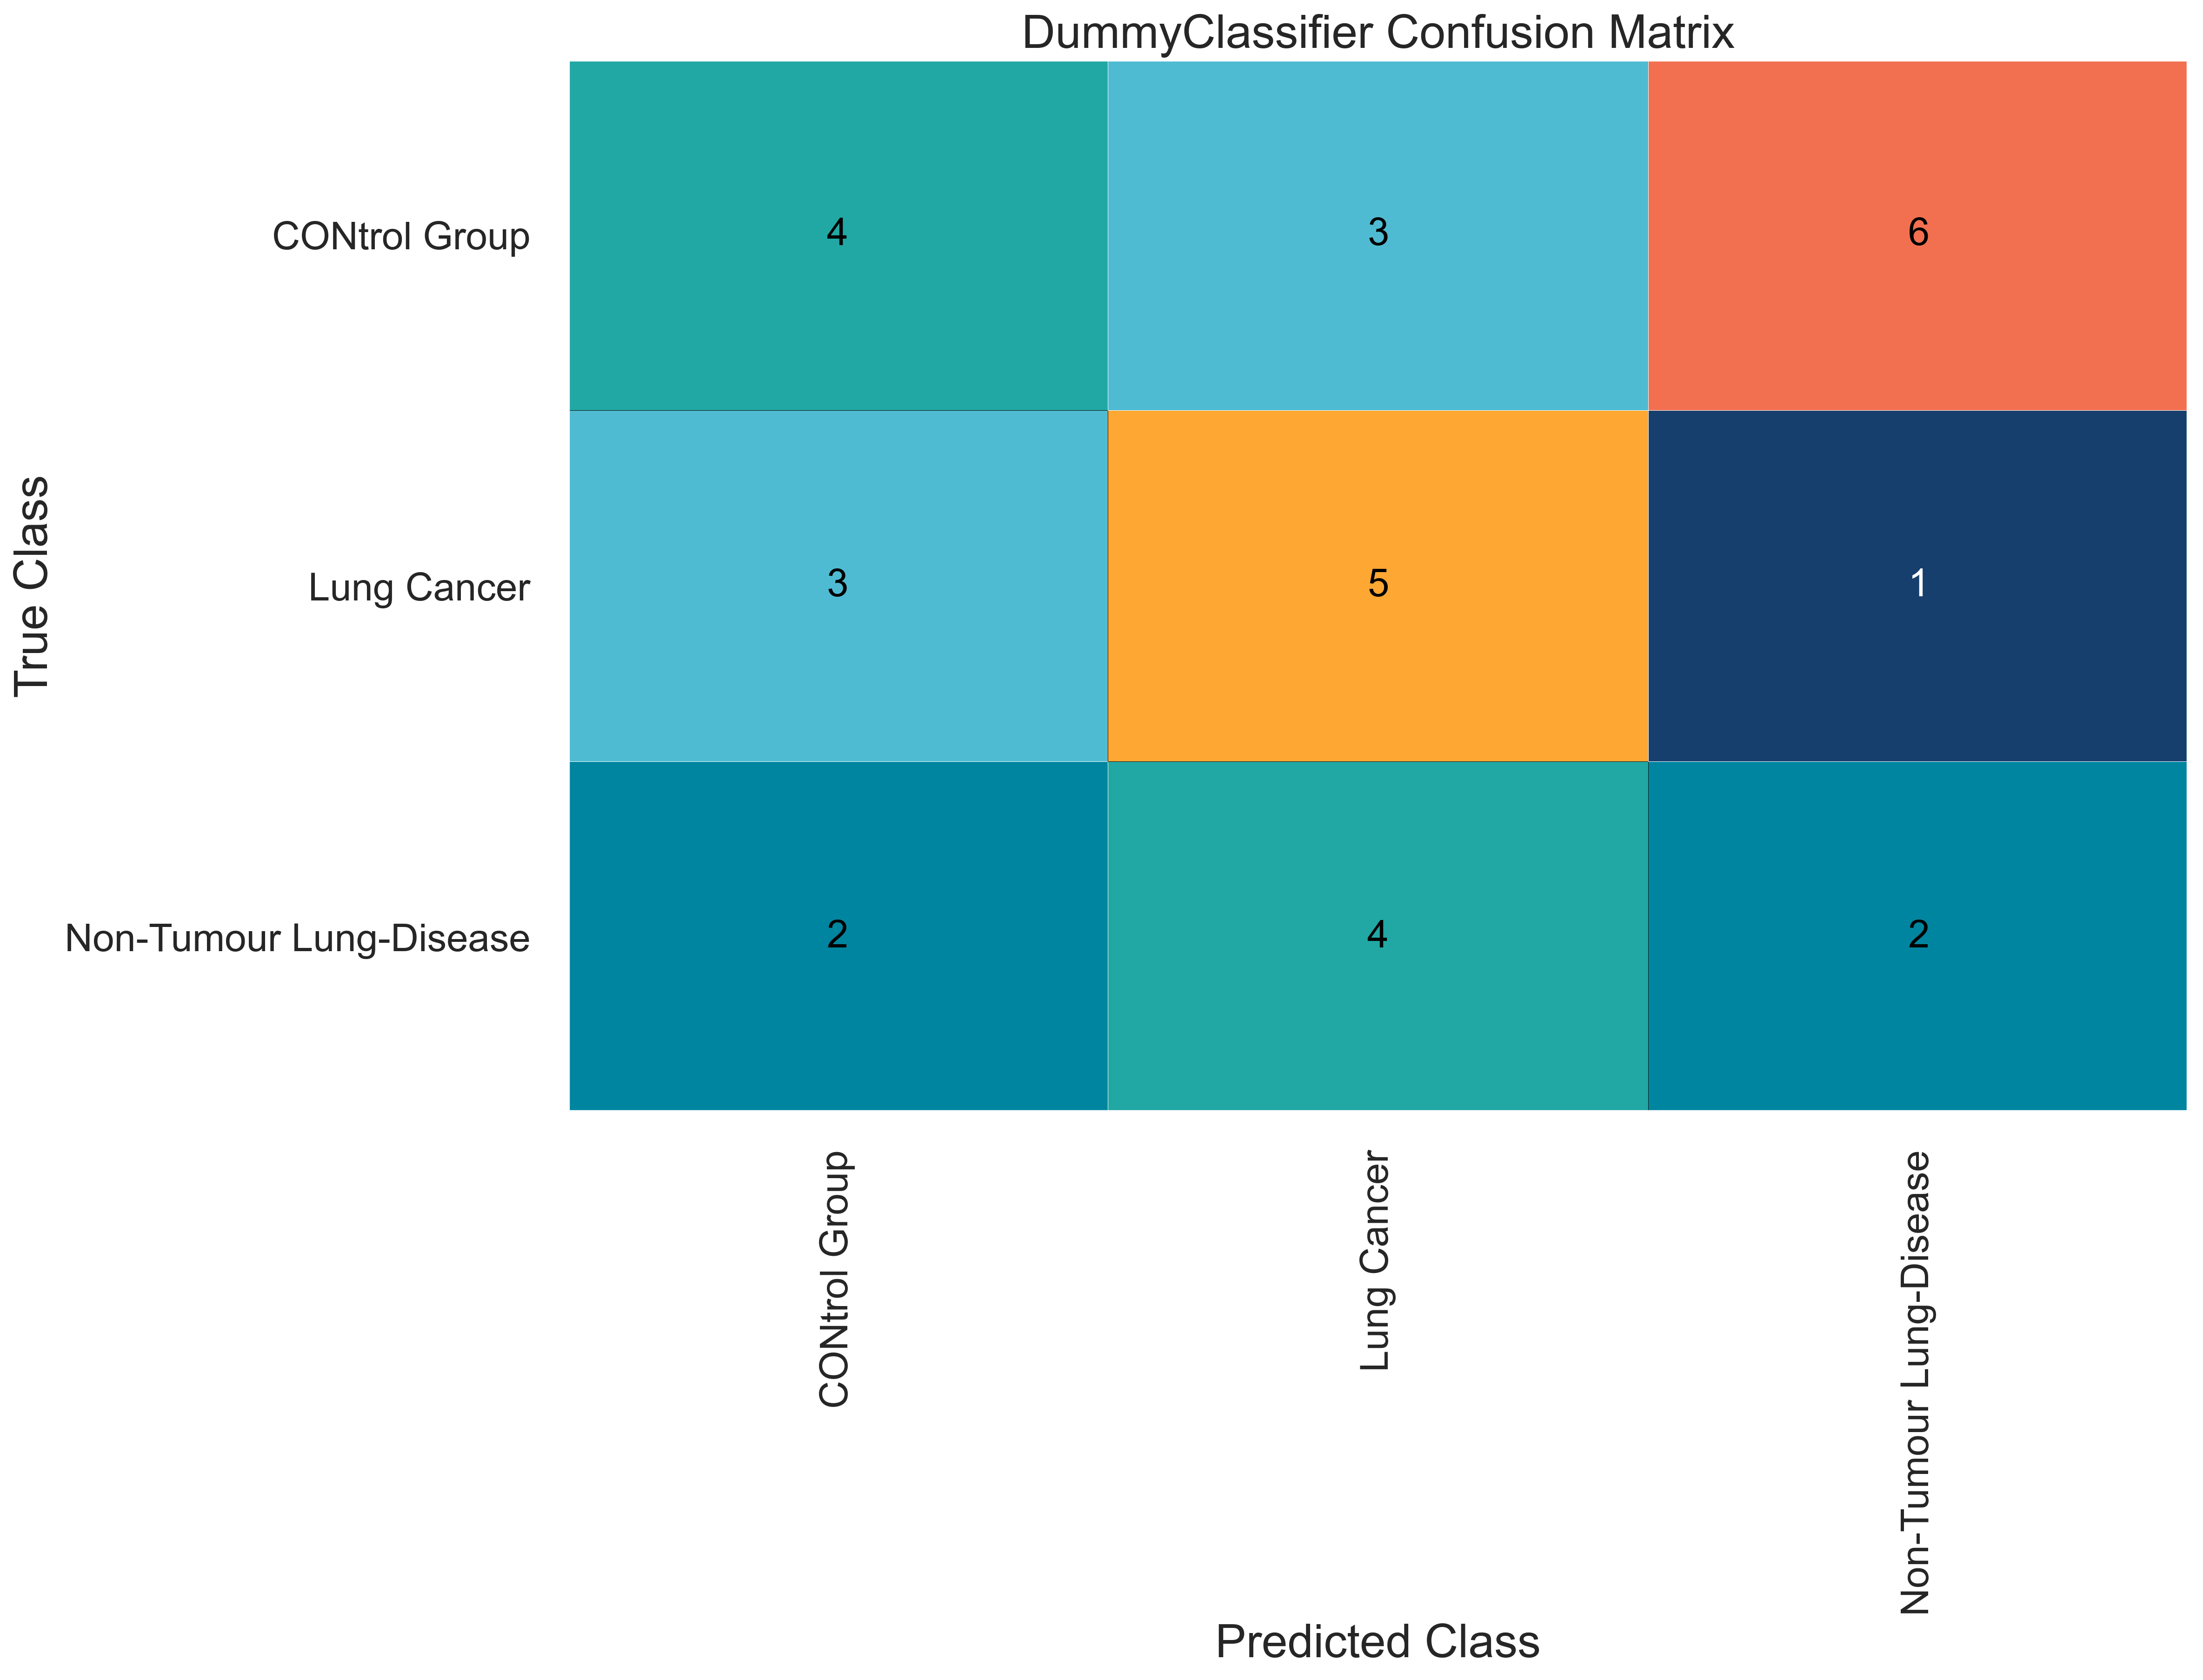 DummyClassifier Confusion Matrix
True Class
CONtrol Group
4
3
6
Lung Cancer
3
5
1
Non-Tumour Lung-Disease
2
4
2
CONtrol Group
Lung Cancer
Non-Tumour Lung-Disease
Predicted Class